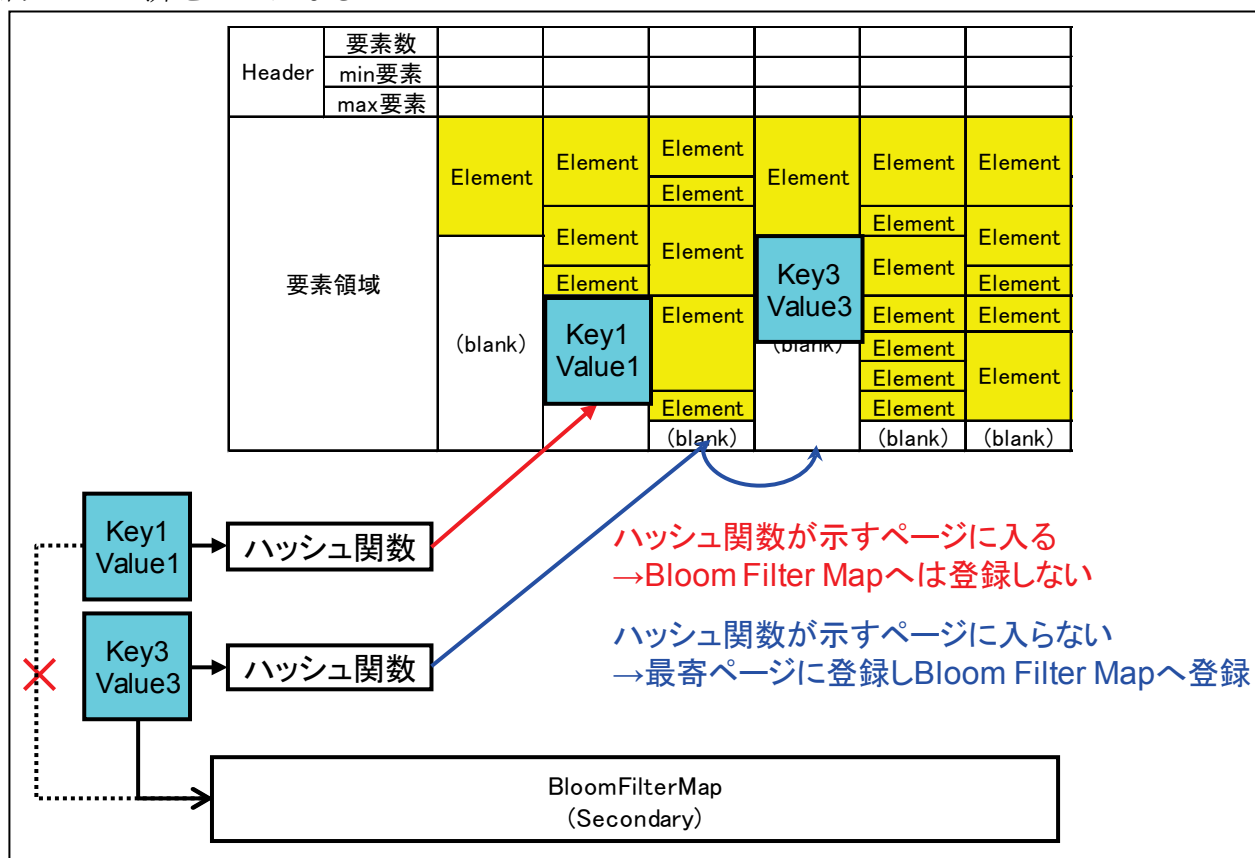 要素数
Header
min要素
max要素
要素領域
Element
(blank)
Element
Element
Element
Key1
Value1
Element
Element
Element
Element
Element
(blank)
Element
Key3
Value3
(blank)
Element
Element
Element
Element
Element
Element
Element
(blank)
Element
Element
Element
Element
Element
(blank)
Key1
Value1
ハッシュ関数
ハッシュ関数が示すページに入る
→Bloom Filter Mapへは登録しない
Key3
Value3
ハッシュ関数
ハッシュ関数が示すページに入らない
→最寄ページに登録しBloom Filter Mapへ登録
BloomFilterMap
(Secondary)